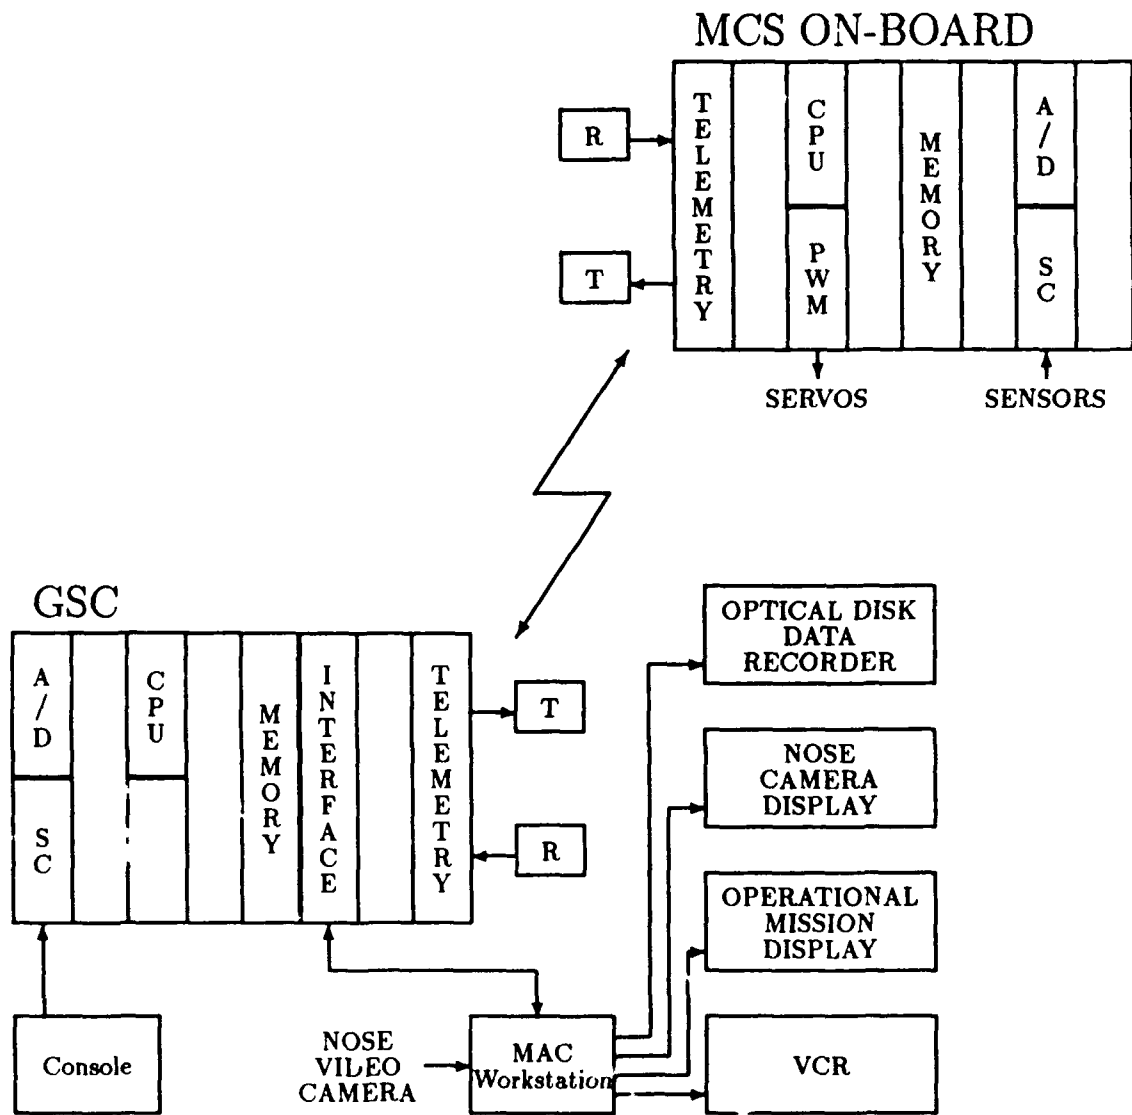 MCS ON-BOARD
R
T
TELEMETRY
CPU
PWM
MEMORY
A/D
SC
SERVOS
SENSORS
GSC
A/D
SC
CPU
MEMORY
INTERFACE
TELEMETRY
T
R
OPTICAL DISK
DATA
RECORDER
NOSE
CAMERA
DISPLAY
OPERATIONAL
MISSION
DISPLAY
Console
NOSE
VILEO
CAMERA
MAC
Workstation
VCR